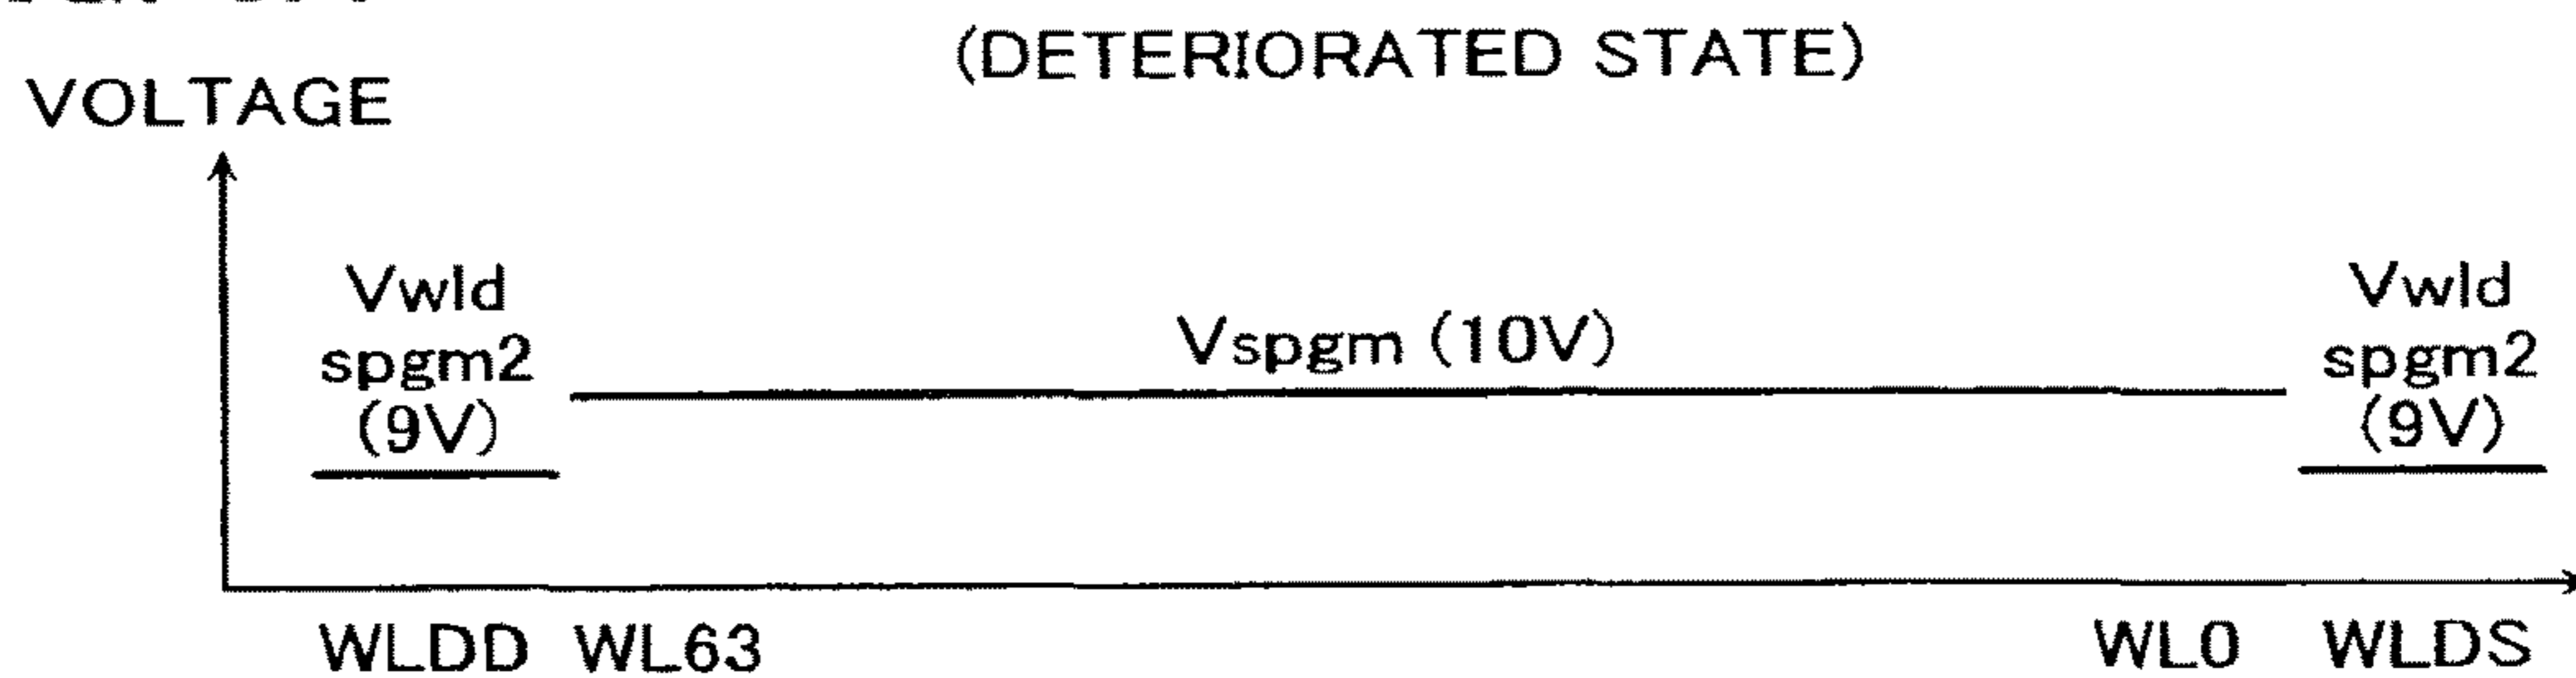 (DETERIORATED STATE)
VOLTAGE
Vwld
spgm2
(9V)
Vspgm (10V)
Vwld
spgm2
(9V)
WLDD WL63 WL0 WLDS